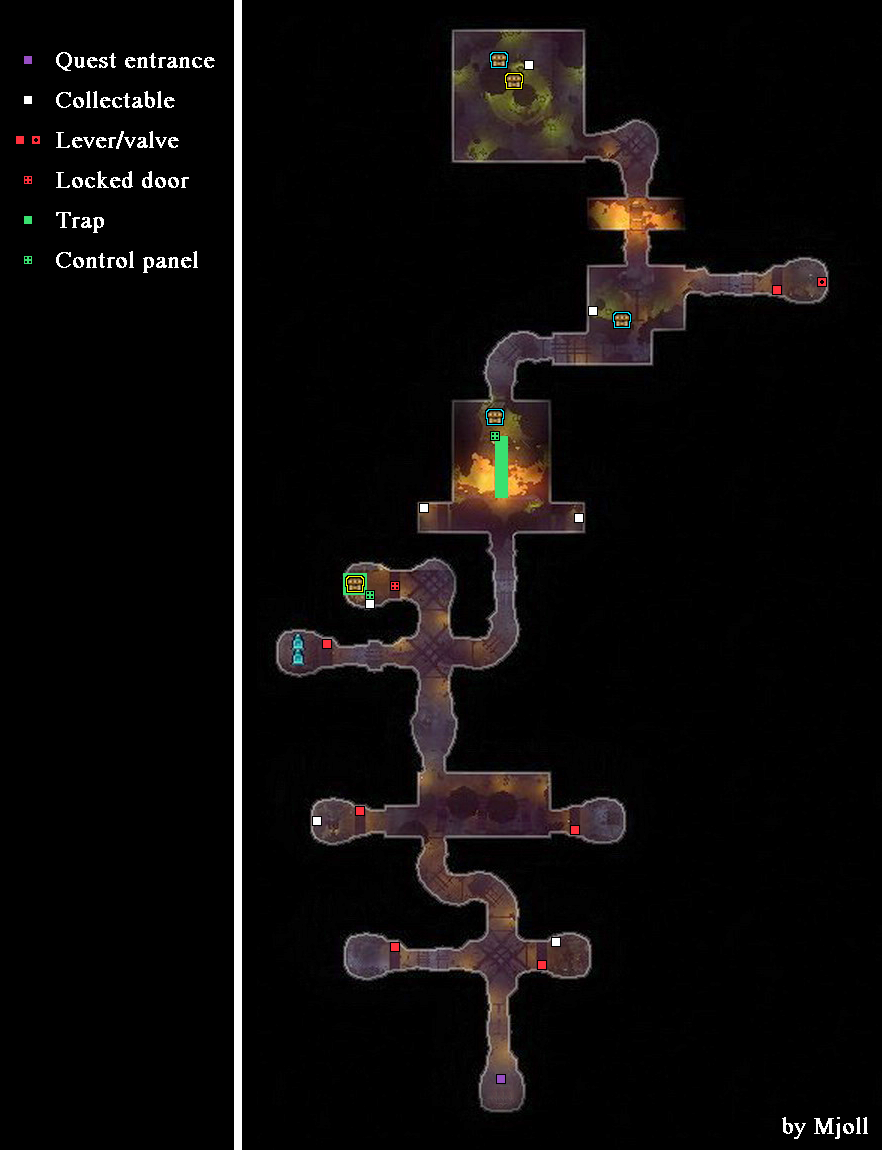 Quest entrance
Collectable
Lever/valve
Locked door
Trap
Control panel
by Mjoll